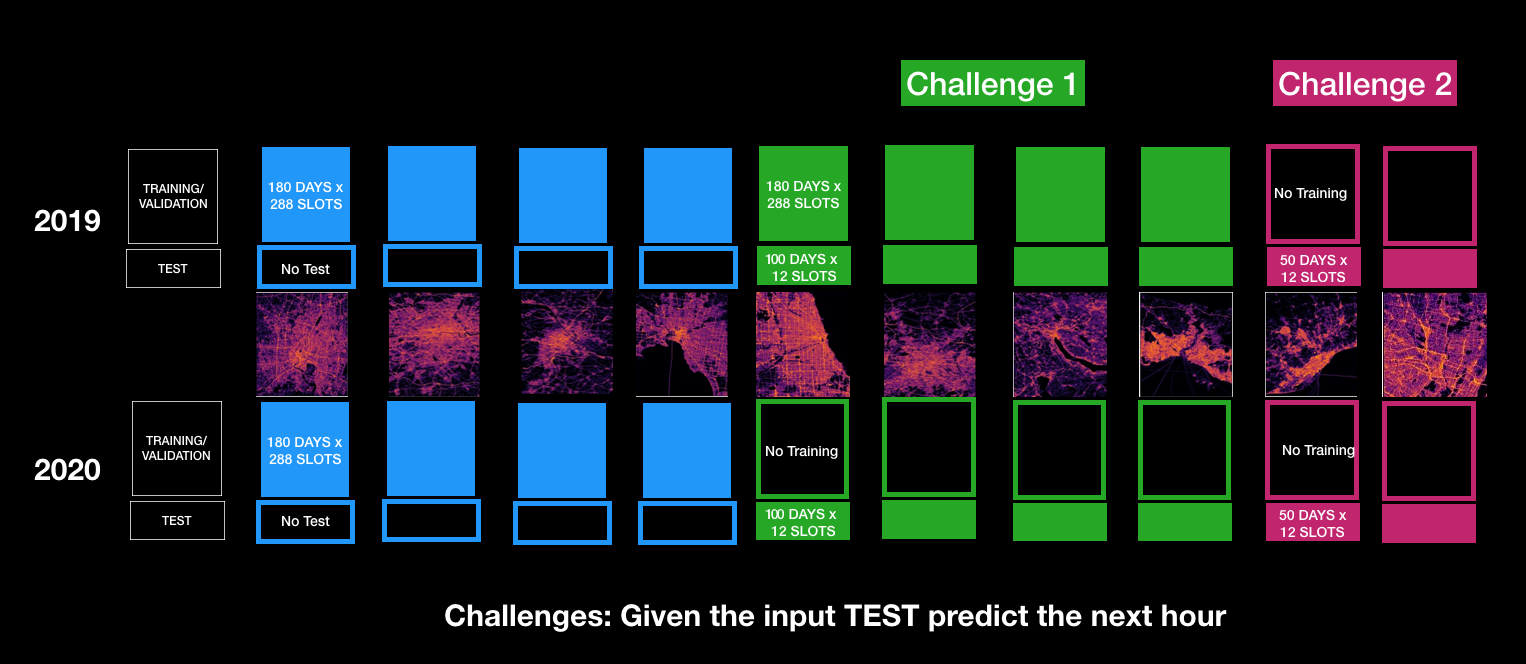 Challenge 1
Challenge 2
2019
TRAINING/
VALIDATION
180 DAYS x
288 SLOTS
180 DAYS x
288 SLOTS
No Training
TEST
No Test
100 DAYS x
12 SLOTS
50 DAYS x
12 SLOTS
2020
TRAINING/
VALIDATION
180 DAYS x
288 SLOTS
No Training
No Training
TEST
No Test
100 DAYS x
12 SLOTS
50 DAYS x
12 SLOTS
Challenges: Given the input TEST predict the next hour